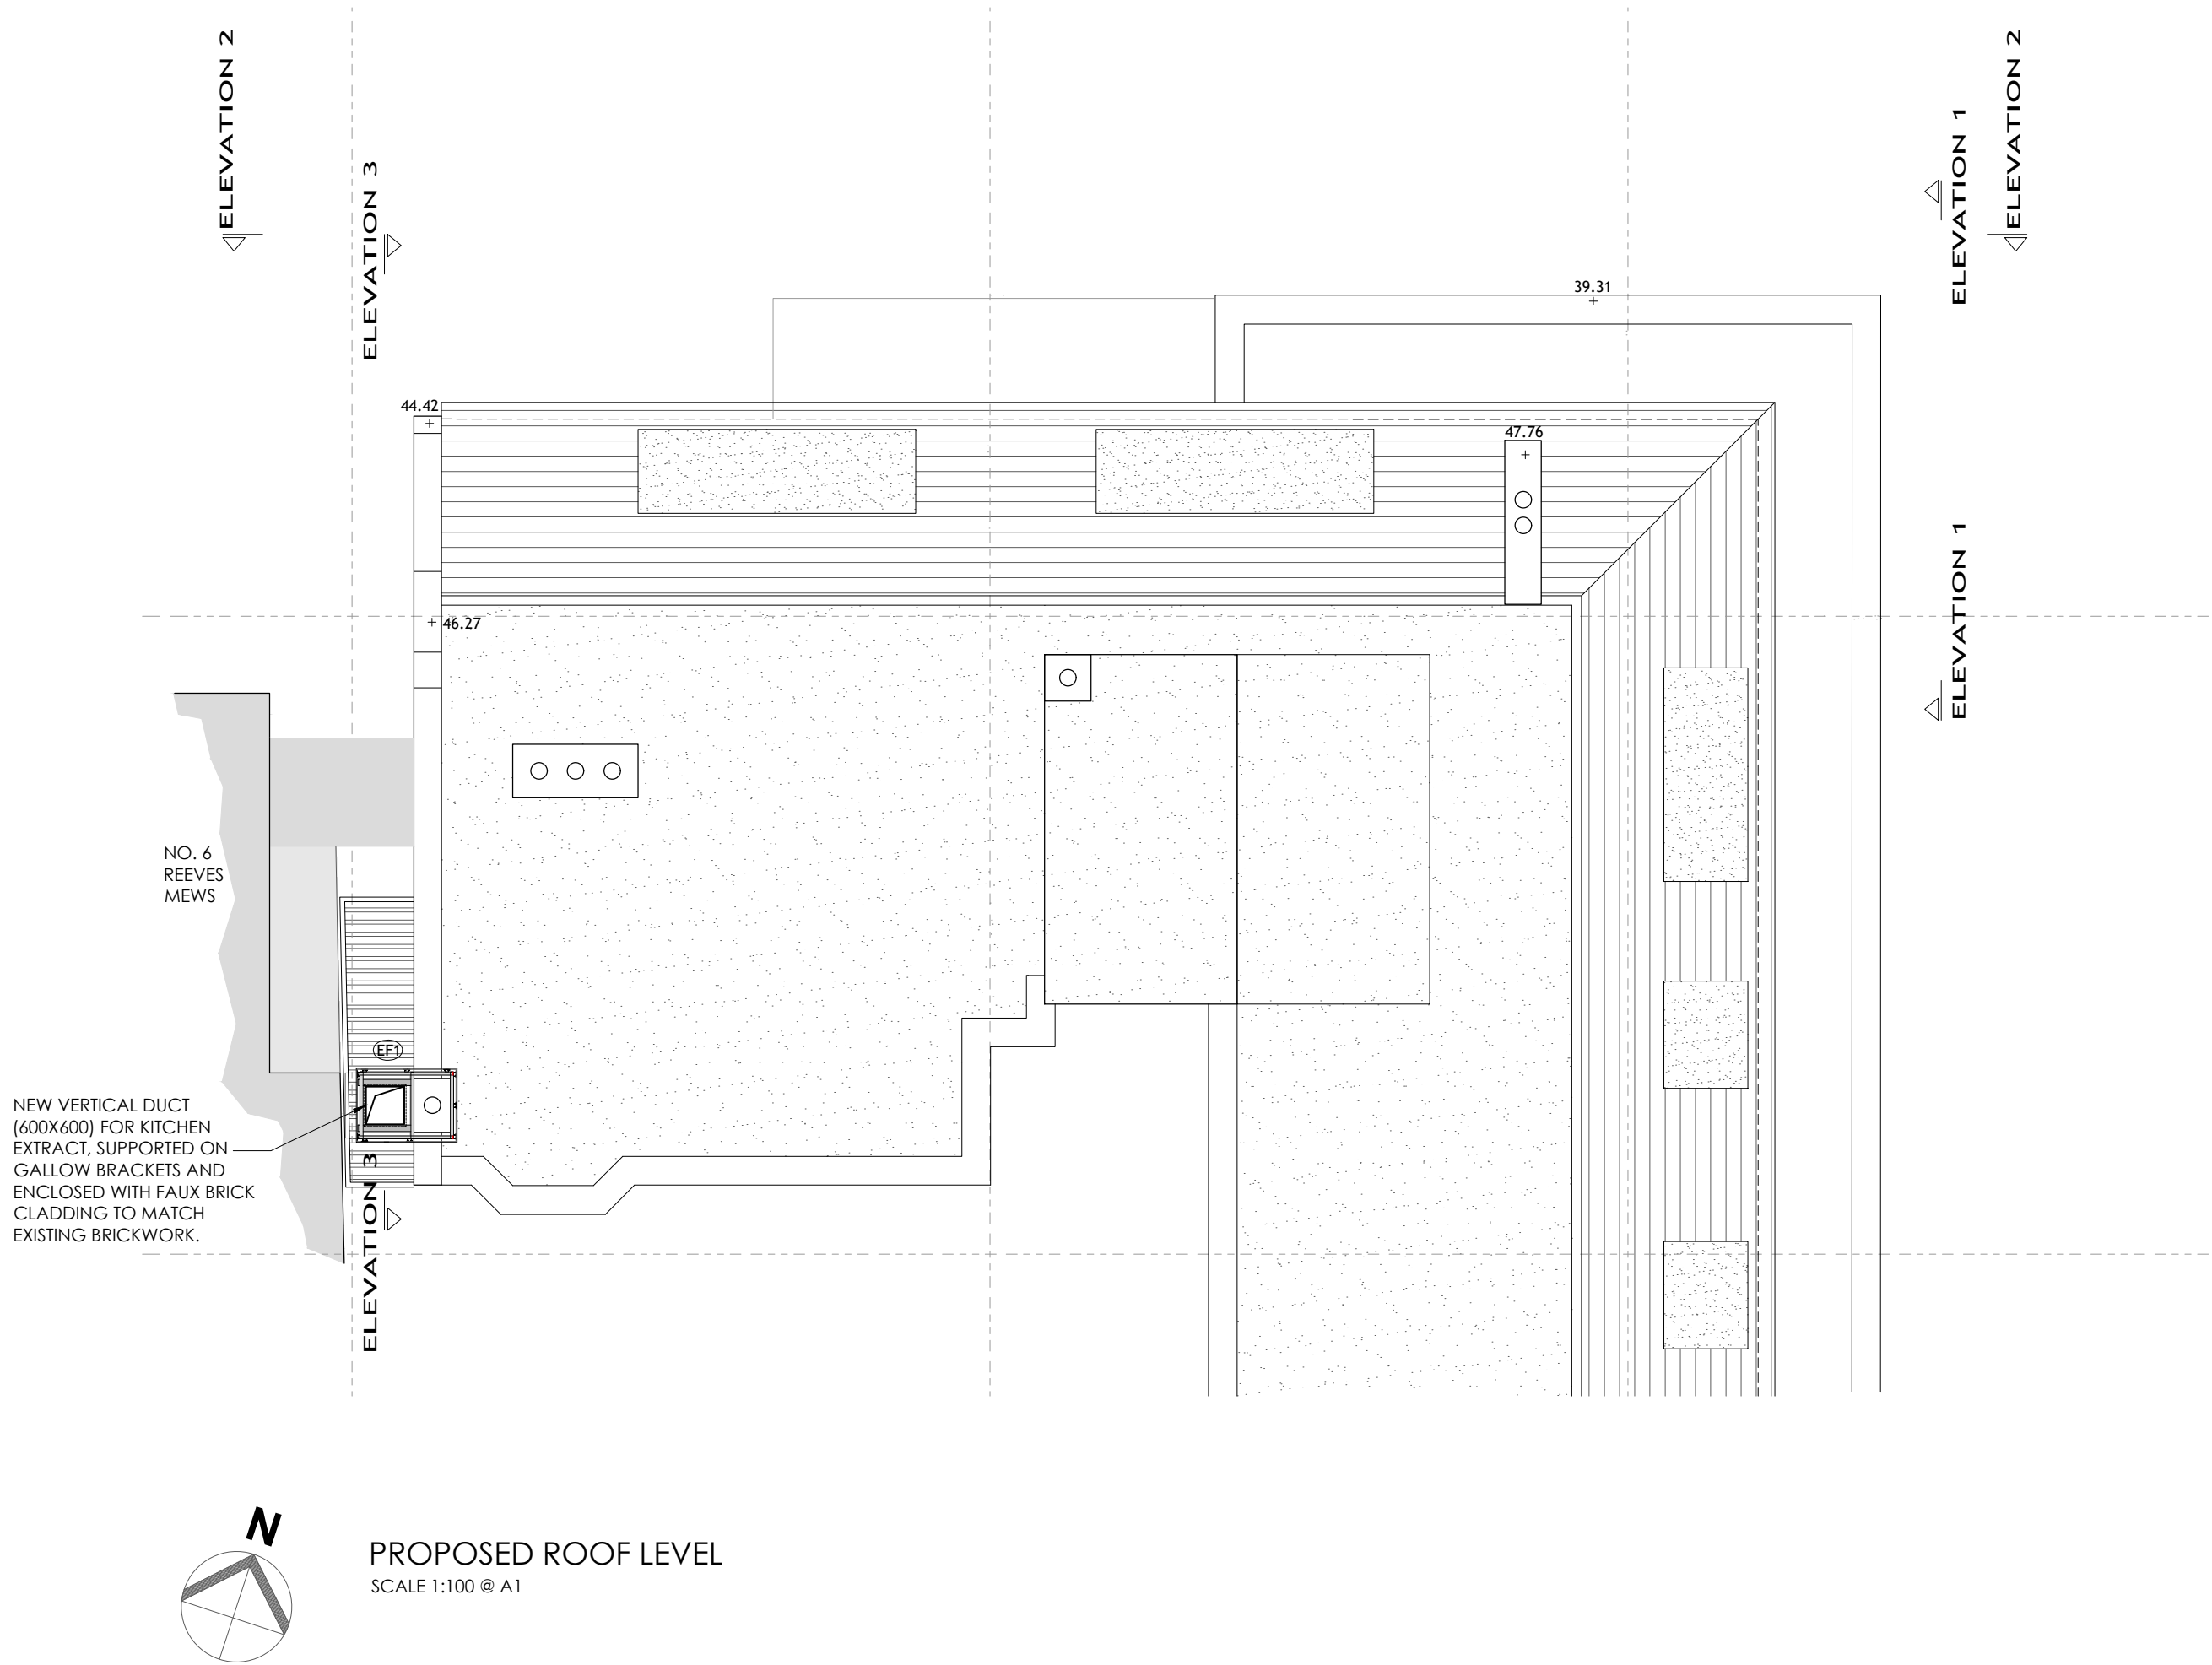 ELEVATION 2
ELEVATION 3
ELEVATION 1
ELEVATION 2
39.31
44.42
47.76
ELEVATION 1
46.27
NO. 6
REEVES
MEWS
EF1
NEW VERTICAL DUCT
(600X600) FOR KITCHEN
EXTRACT, SUPPORTED ON
GALLOW BRACKETS AND
ENCLOSED WITH FAUX BRICK
CLADDING TO MATCH
EXISTING BRICKWORK.
ELEVATION 3
N
PROPOSED ROOF LEVEL
SCALE 1:100 @ A1